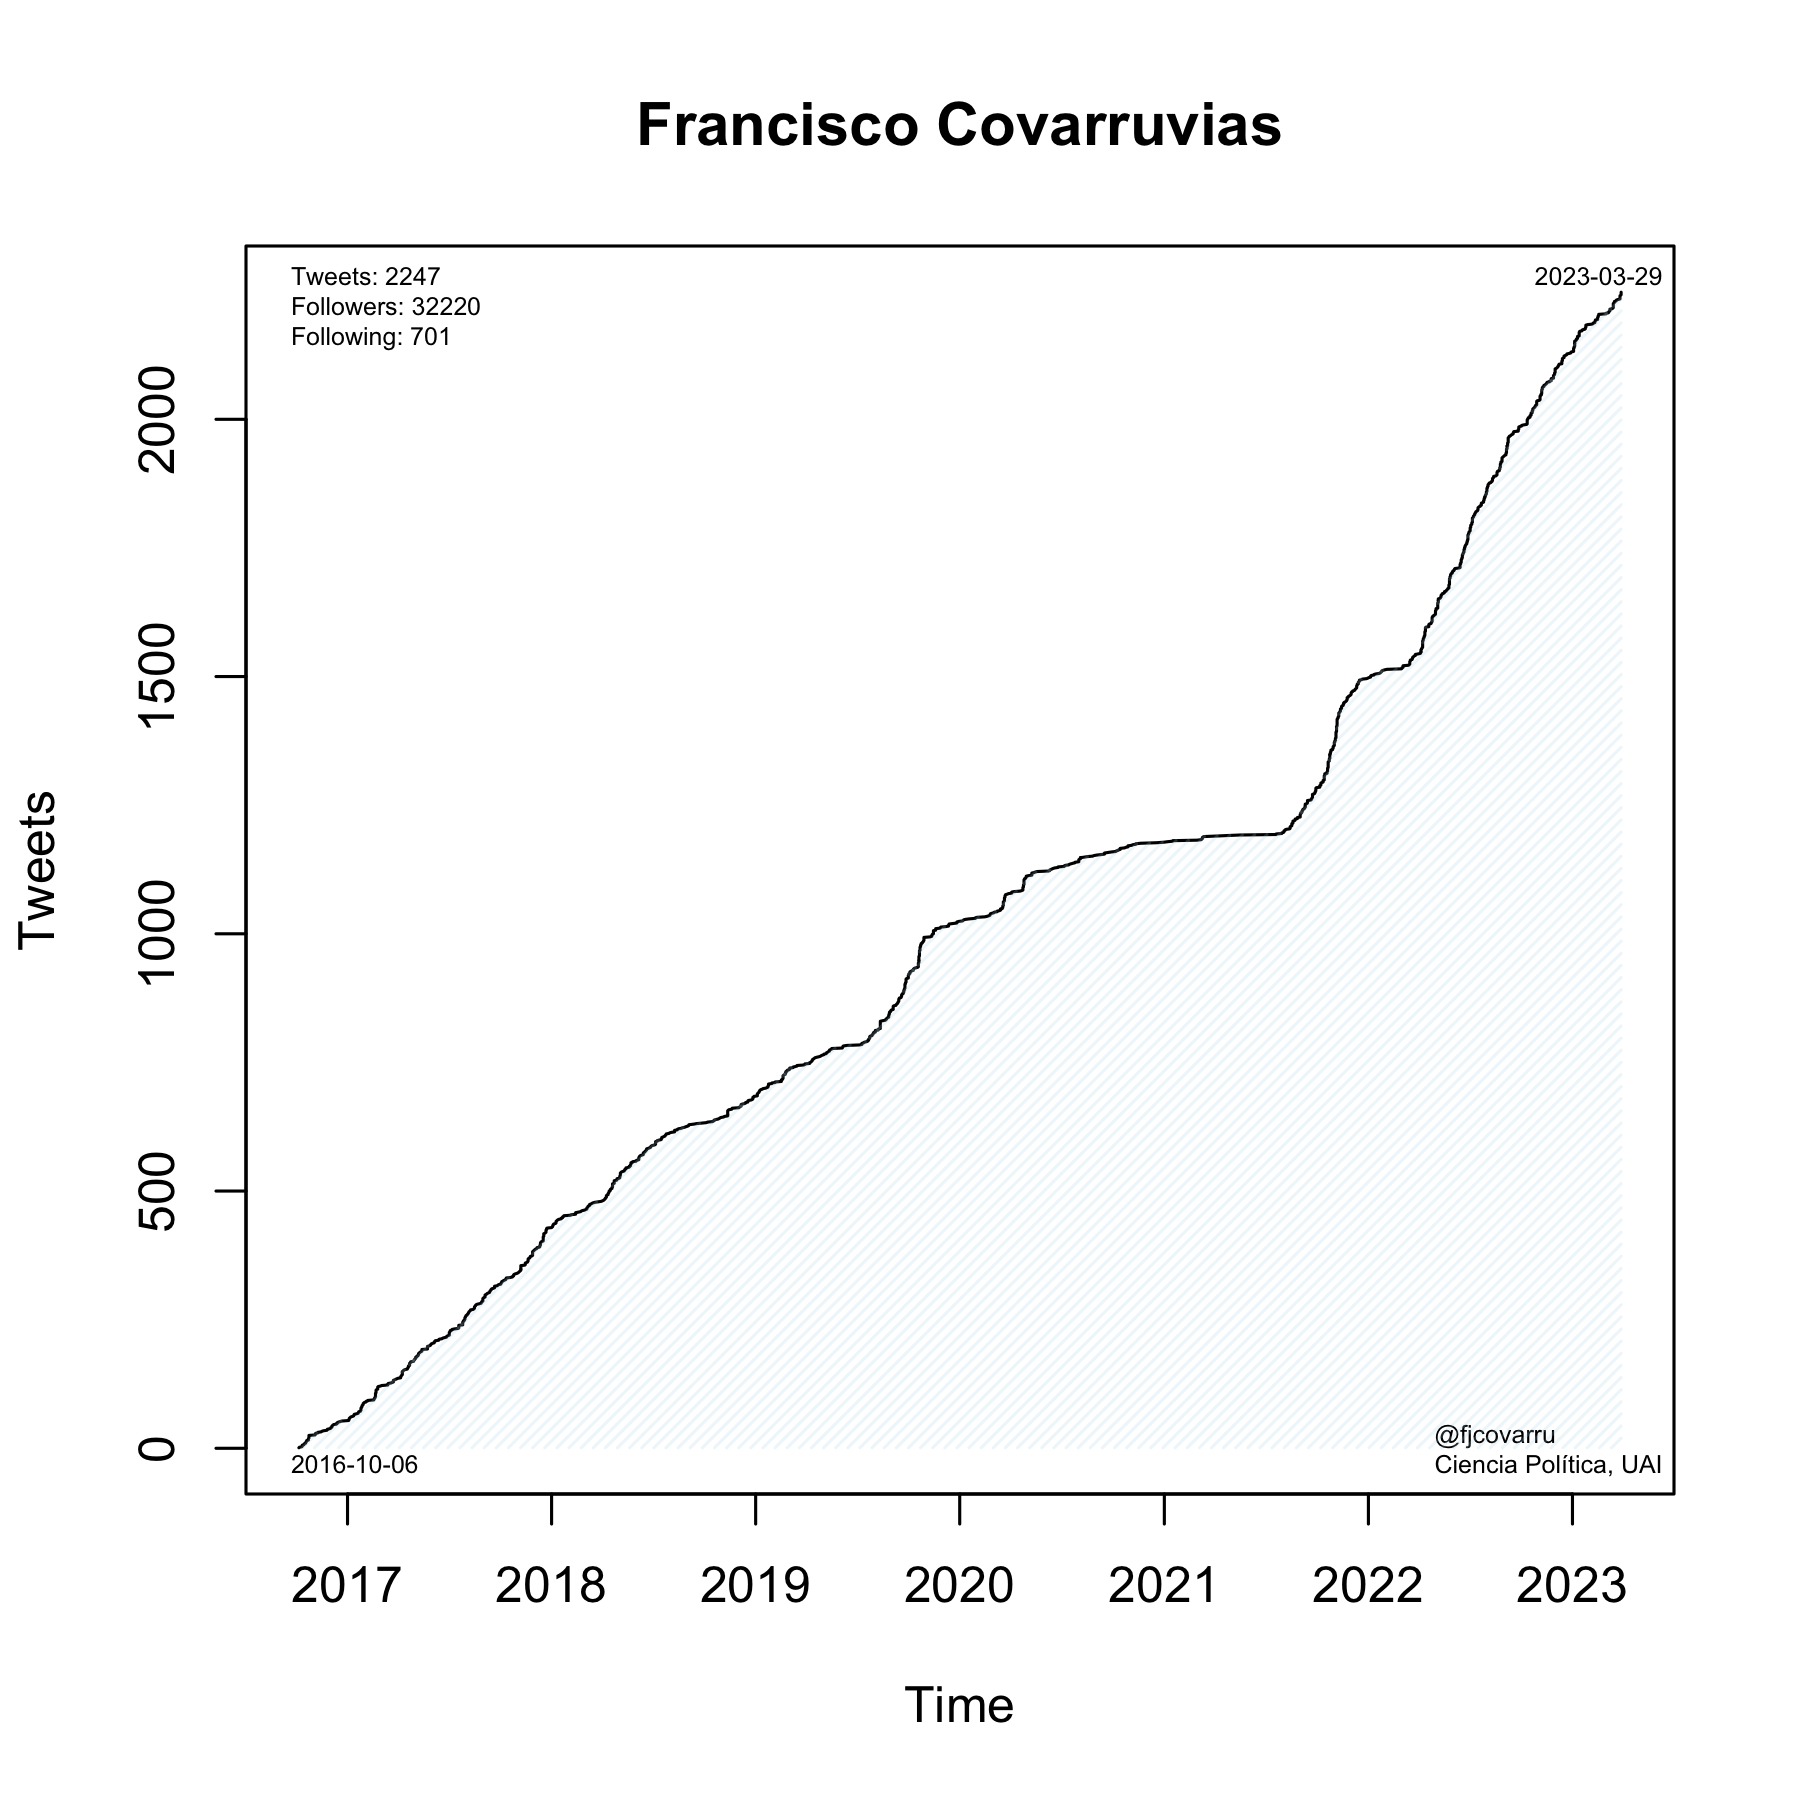 Francisco Covarruvias
Tweets: 2247
Followers: 32220
Following: 701
2023-03-29
Tweets
2000
1500
1000
500
0
2016-10-06
@fjcovarru
Ciencia Política, UAI
2017 2018 2019 2020 2021 2022 2023
Time